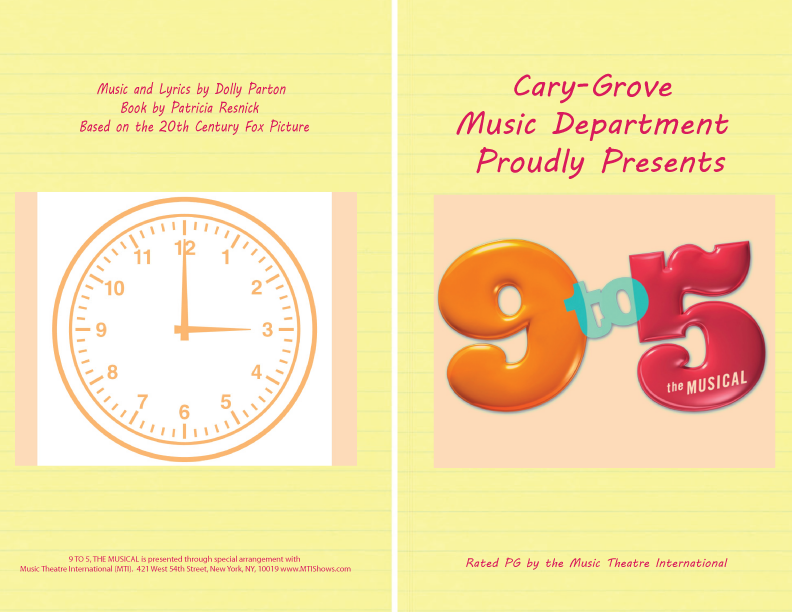 Music and Lyrics by Dolly Parton
Book by Patricia Resnick
Based on the 20th Century Fox Picture
12
11 1
10 2
9 3
8 4
7 5
6
9 TO 5, THE MUSICAL is presented through special arrangement with
Music Theatre International (MTI). 421 West 54th Street, New York, NY, 10019 www.MTIShows.com
Cary-Grove
Music Department
Proudly Presents
9 to 5
the MUSICAL
Rated PG by the Music Theatre International